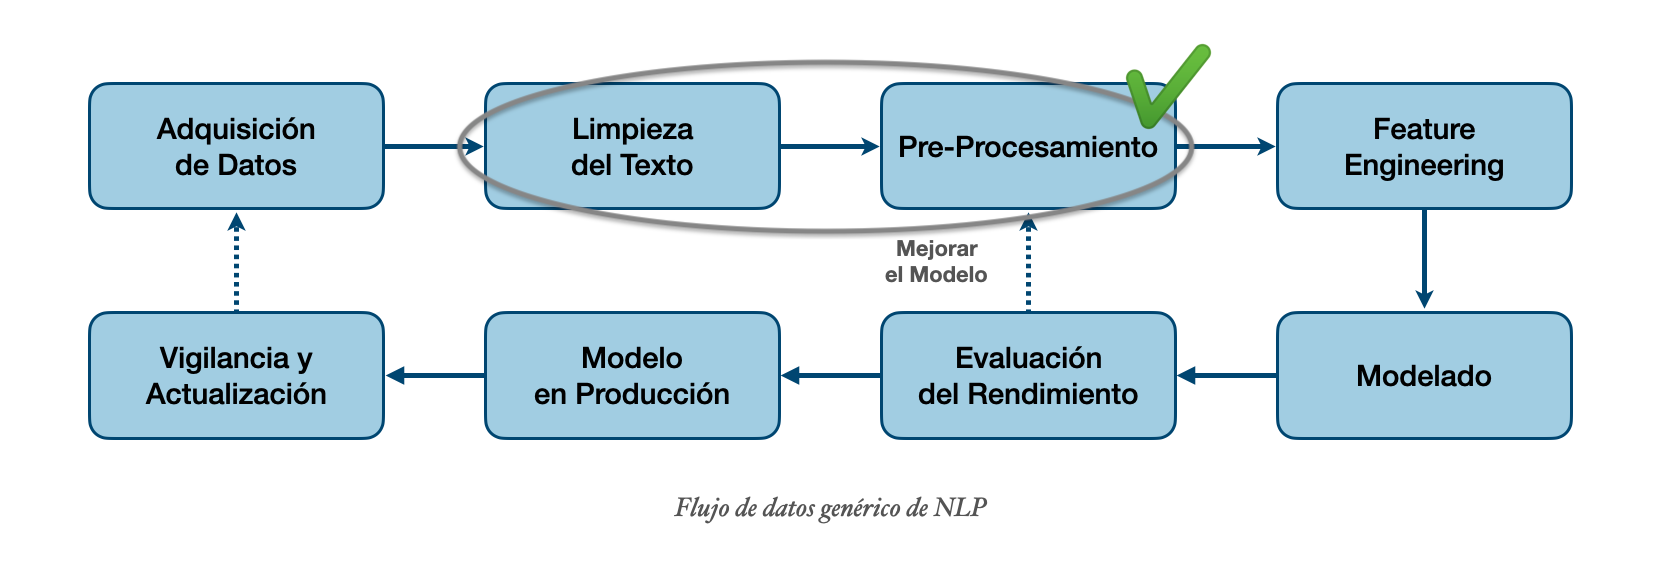 Adquisición
de Datos
Limpieza
del Texto
Pre-Procesamiento
Feature
Engineering
Mejorar
el Modelo
Vigilancia y
Actualización
Modelo
en Producción
Evaluación
del Rendimiento
Modelado
Flujo de datos genérico de NLP